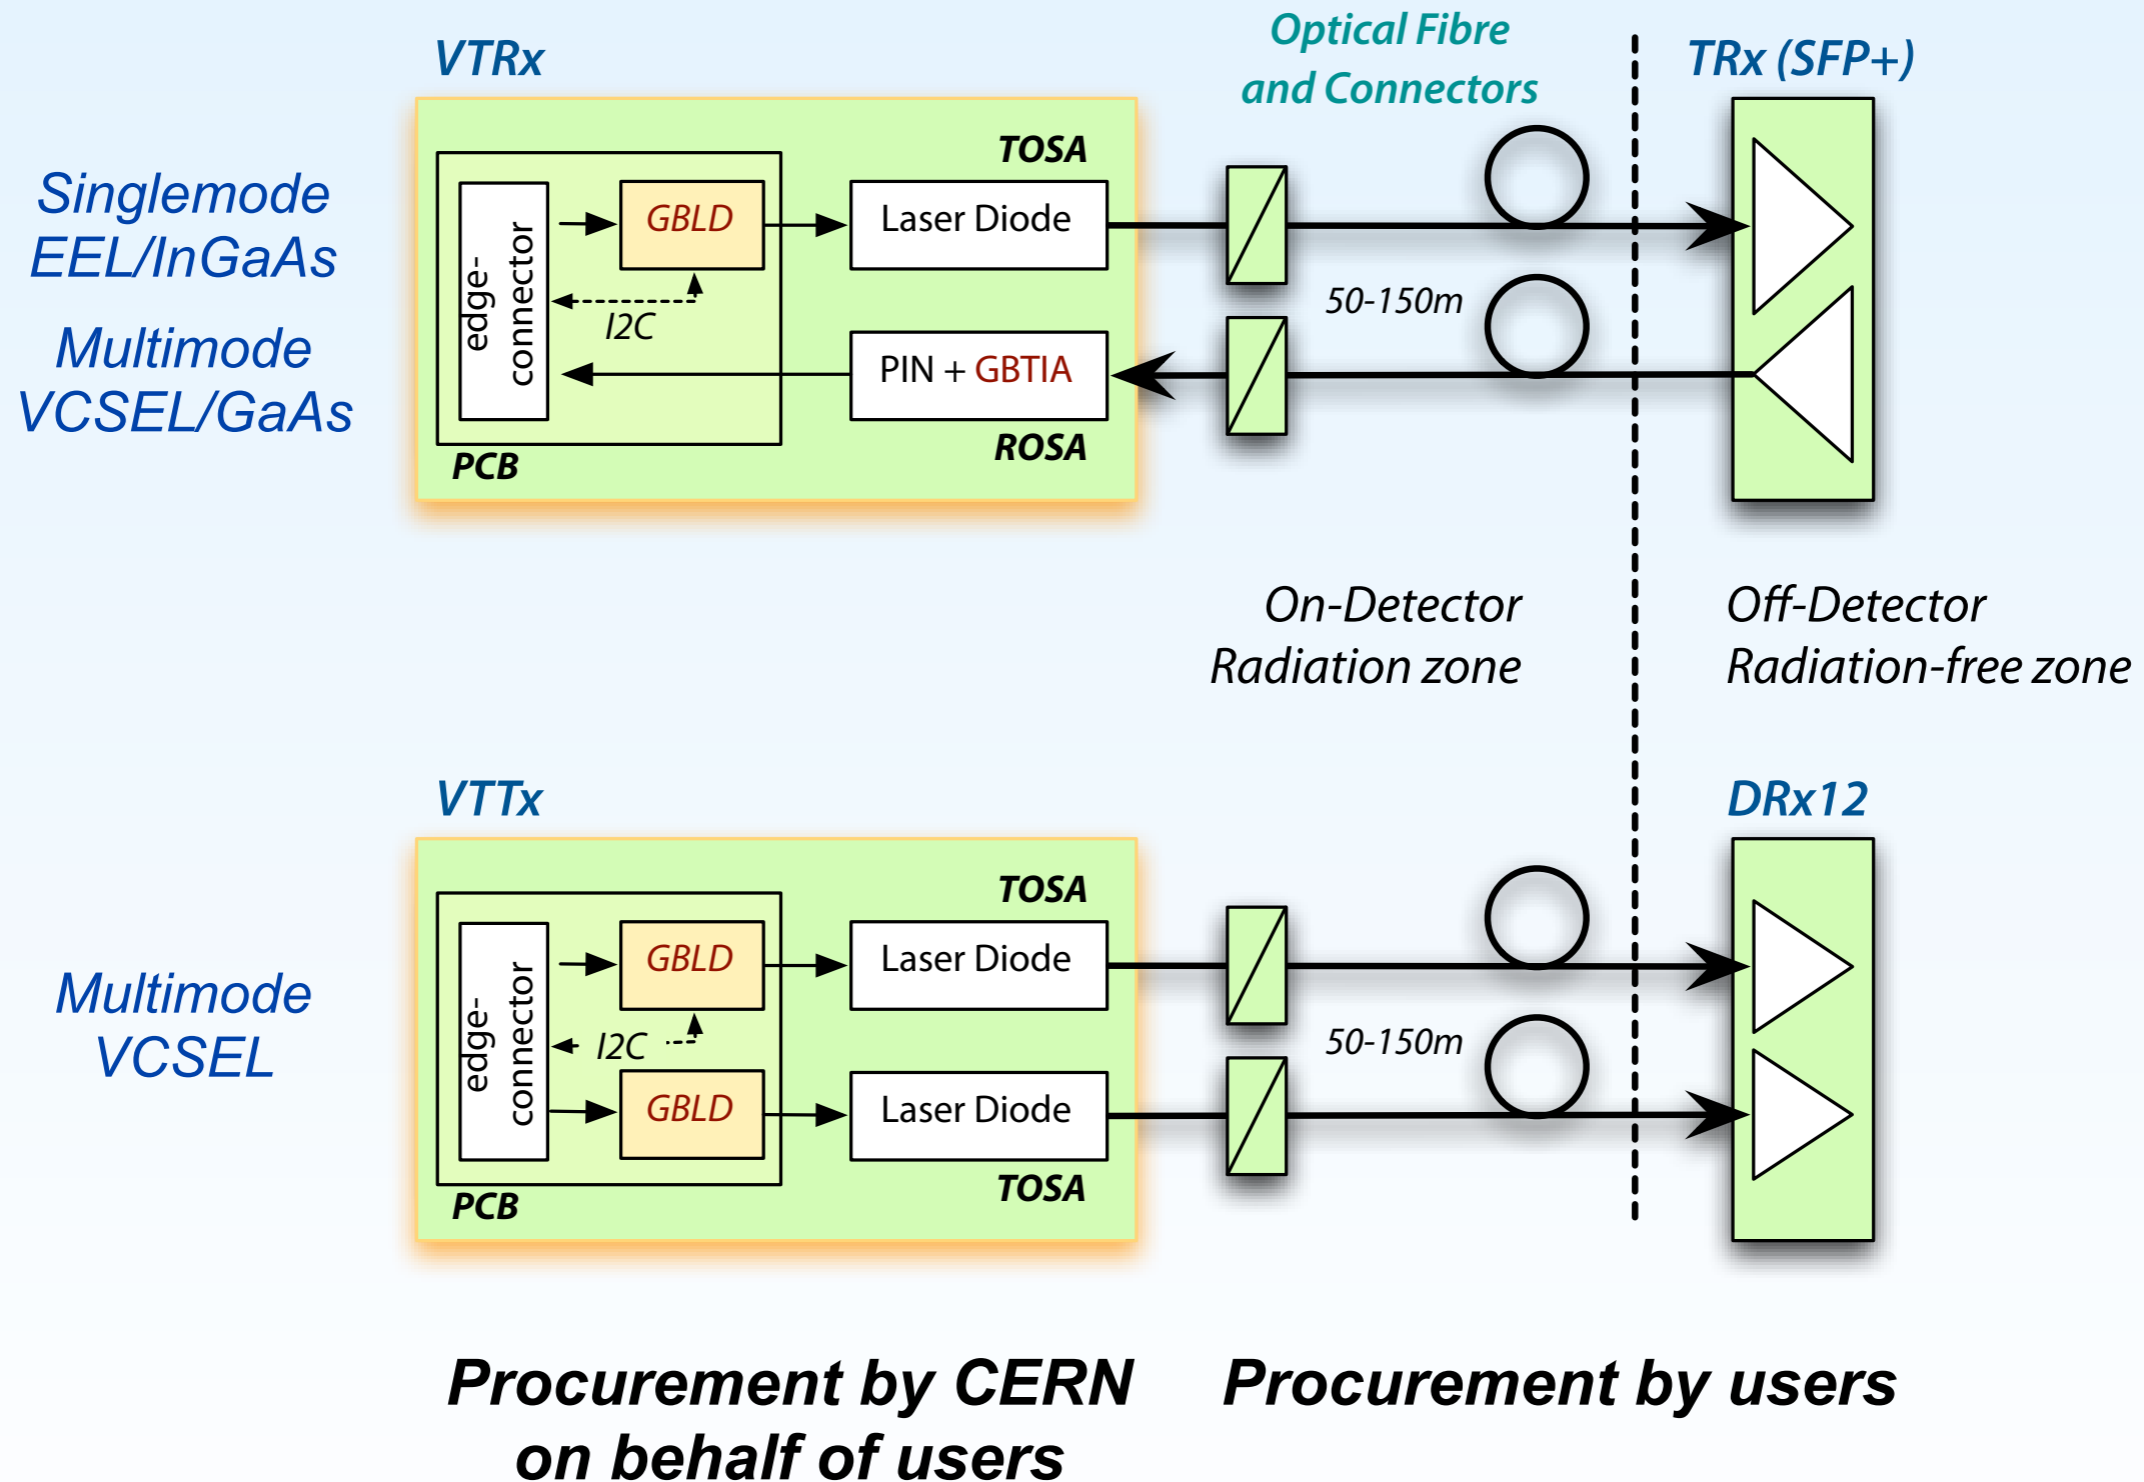 Optical Fibre
and Connectors
VTRx
TRx (SFP+)
Singlemode
EEL/InGaAs
Multimode
VCSEL/GaAs
TOSA
edge-
connector
GBLD
Laser Diode
I2C
50-150m
PIN + GBTIA
ROSA
PCB
On-Detector
Radiation zone
Off-Detector
Radiation-free zone
VTTx
DRx12
Multimode
VCSEL
TOSA
edge-
connector
GBLD
Laser Diode
I2C
50-150m
GBLD
Laser Diode
TOSA
PCB
Procurement by CERN
on behalf of users
Procurement by users